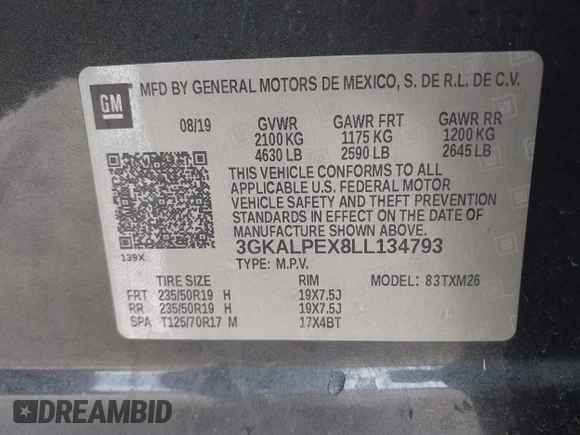 GM
MFD BY GENERAL MOTORS DE MEXICO, S. DE R.L. DE C.V.
08/19 GVWR GAWR FRT GAWR RR
2100 KG 1175 KG 1200 KG
4630 LB 2590 LB 2645 LB
THIS VEHICLE CONFORMS TO ALL
APPLICABLE U.S. FEDERAL MOTOR
VEHICLE SAFETY AND THEFT PREVENTION
STANDARDS IN EFFECT ON THE DATE OF
MANUFACTURE SHOWN ABOVE.
139X
3GKALPEX8LL134793
TYPE: M.P.V.
TIRE SIZE RIM MODEL: 83TXM26
FRT 235/50R19 H 19X7.5J
RR 235/50R19 H 19X7.5J
SPA T125/70R17 M 17X4BT
DREAMBID